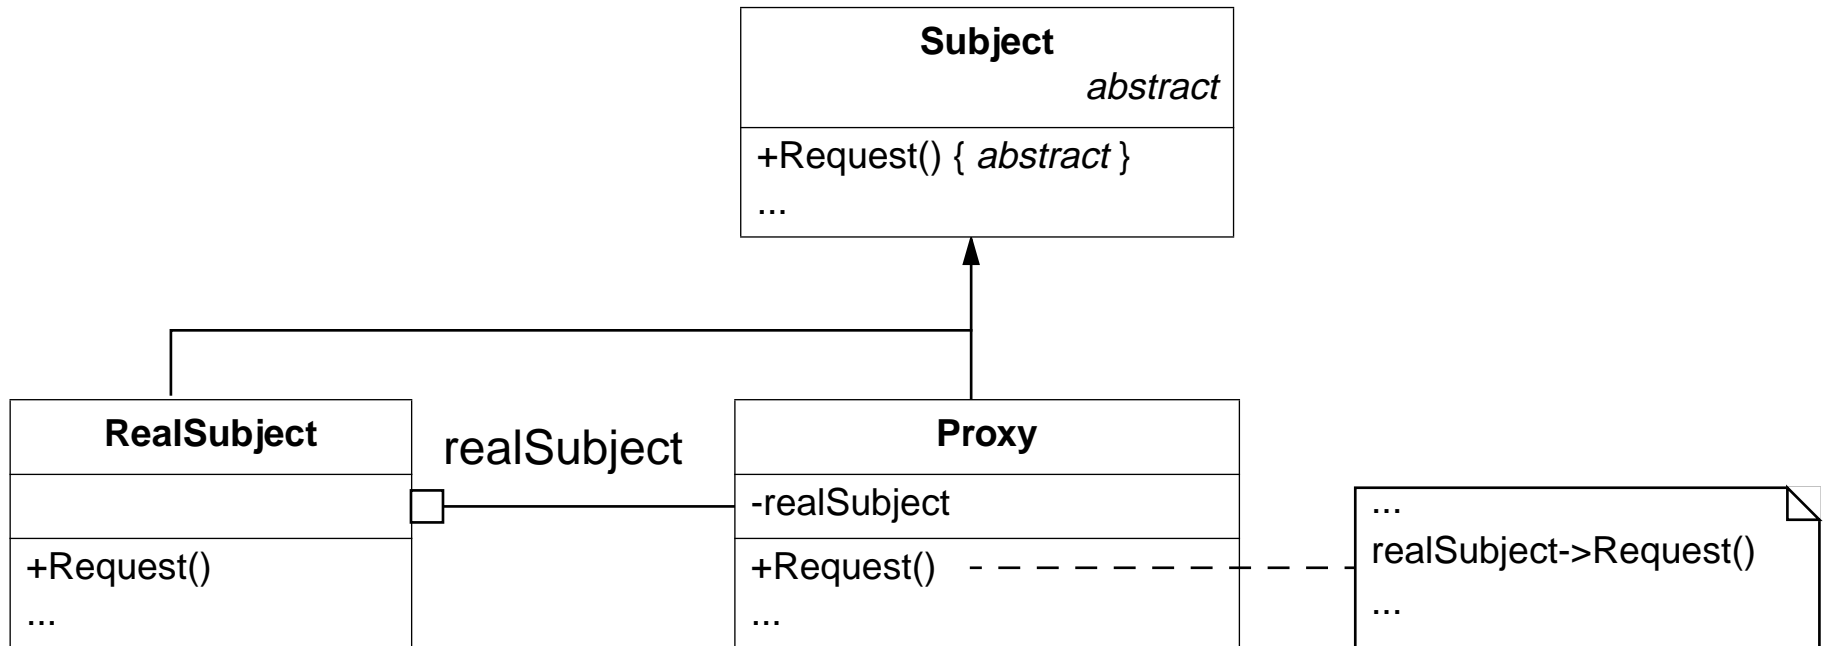 Subject
abstract
+Request() { abstract }
...
RealSubject
+Request()
...
realSubject
Proxy
-realSubject
+Request()
...
...
realSubject->Request()
...